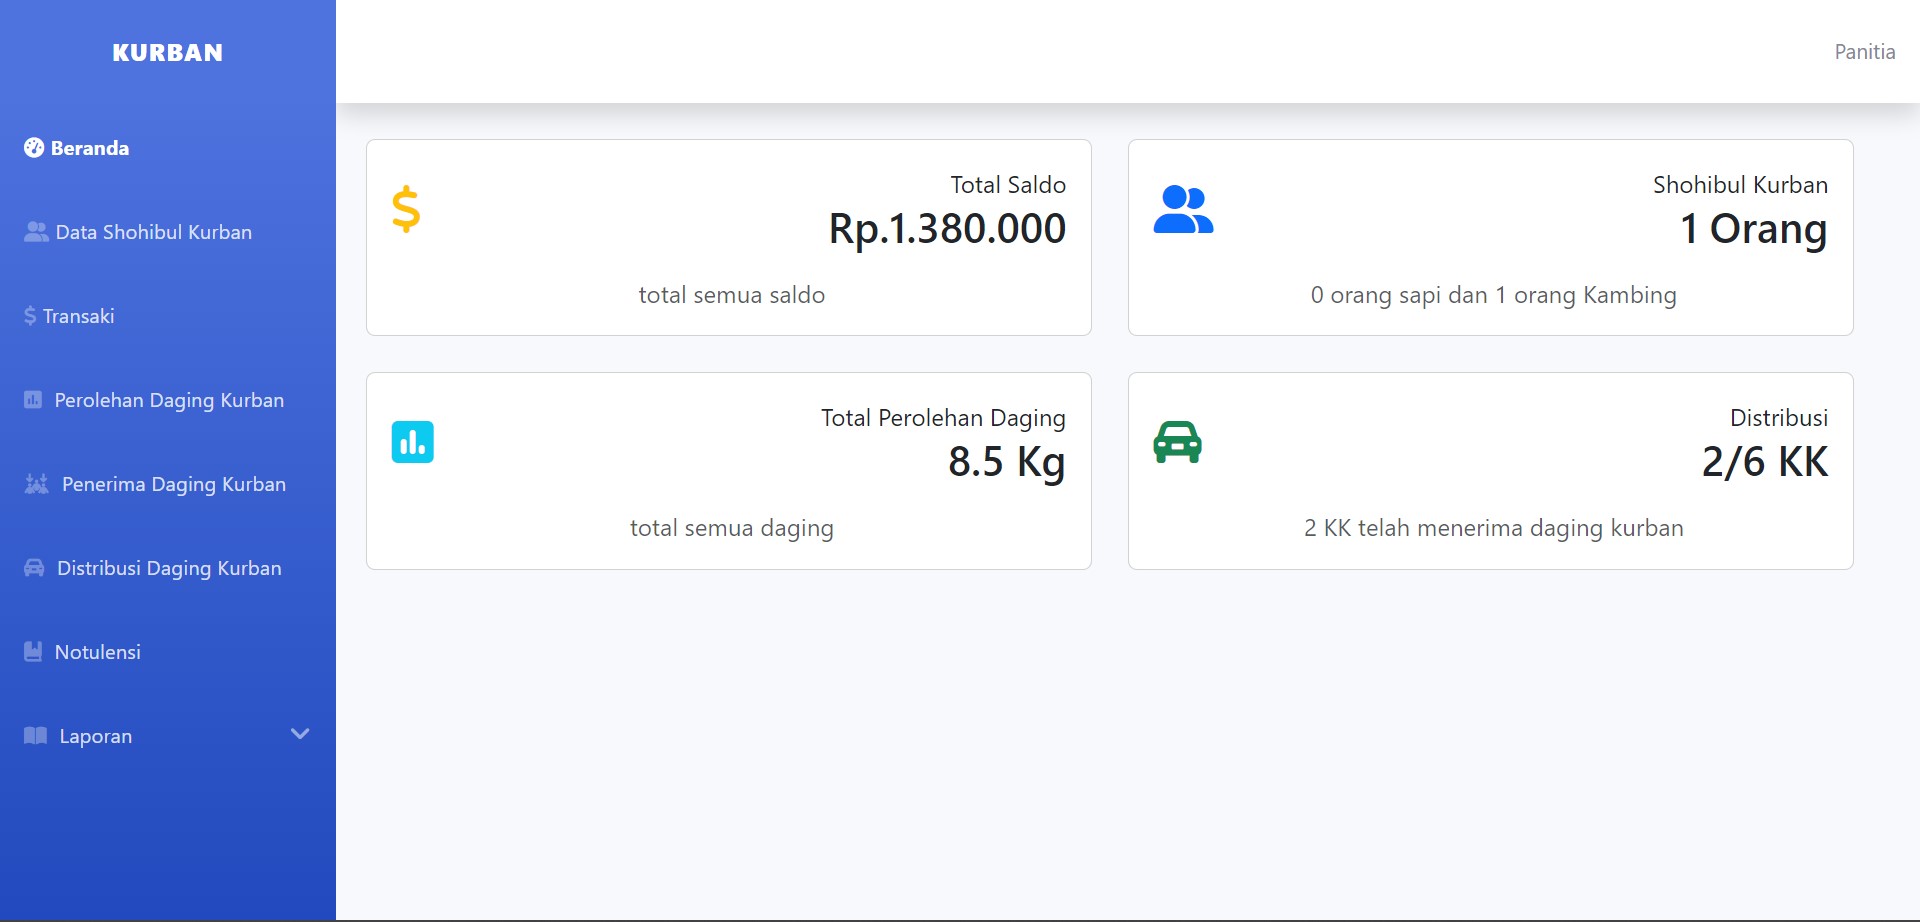 KURBAN
Panitia
Beranda
Data Shohibul Kurban
Transaki
Perolehan Daging Kurban
Penerima Daging Kurban
Distribusi Daging Kurban
Notulensi
Laporan
Total Saldo
Rp.1.380.000
total semua saldo
Shohibul Kurban
1 Orang
0 orang sapi dan 1 orang Kambing
Total Perolehan Daging
8.5 Kg
total semua daging
Distribusi
2/6 KK
2 KK telah menerima daging kurban